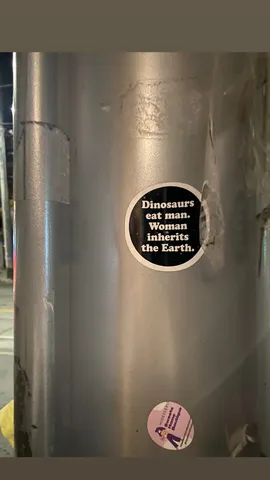 Dinosaurs
eat man.
Woman
inherits
the Earth.